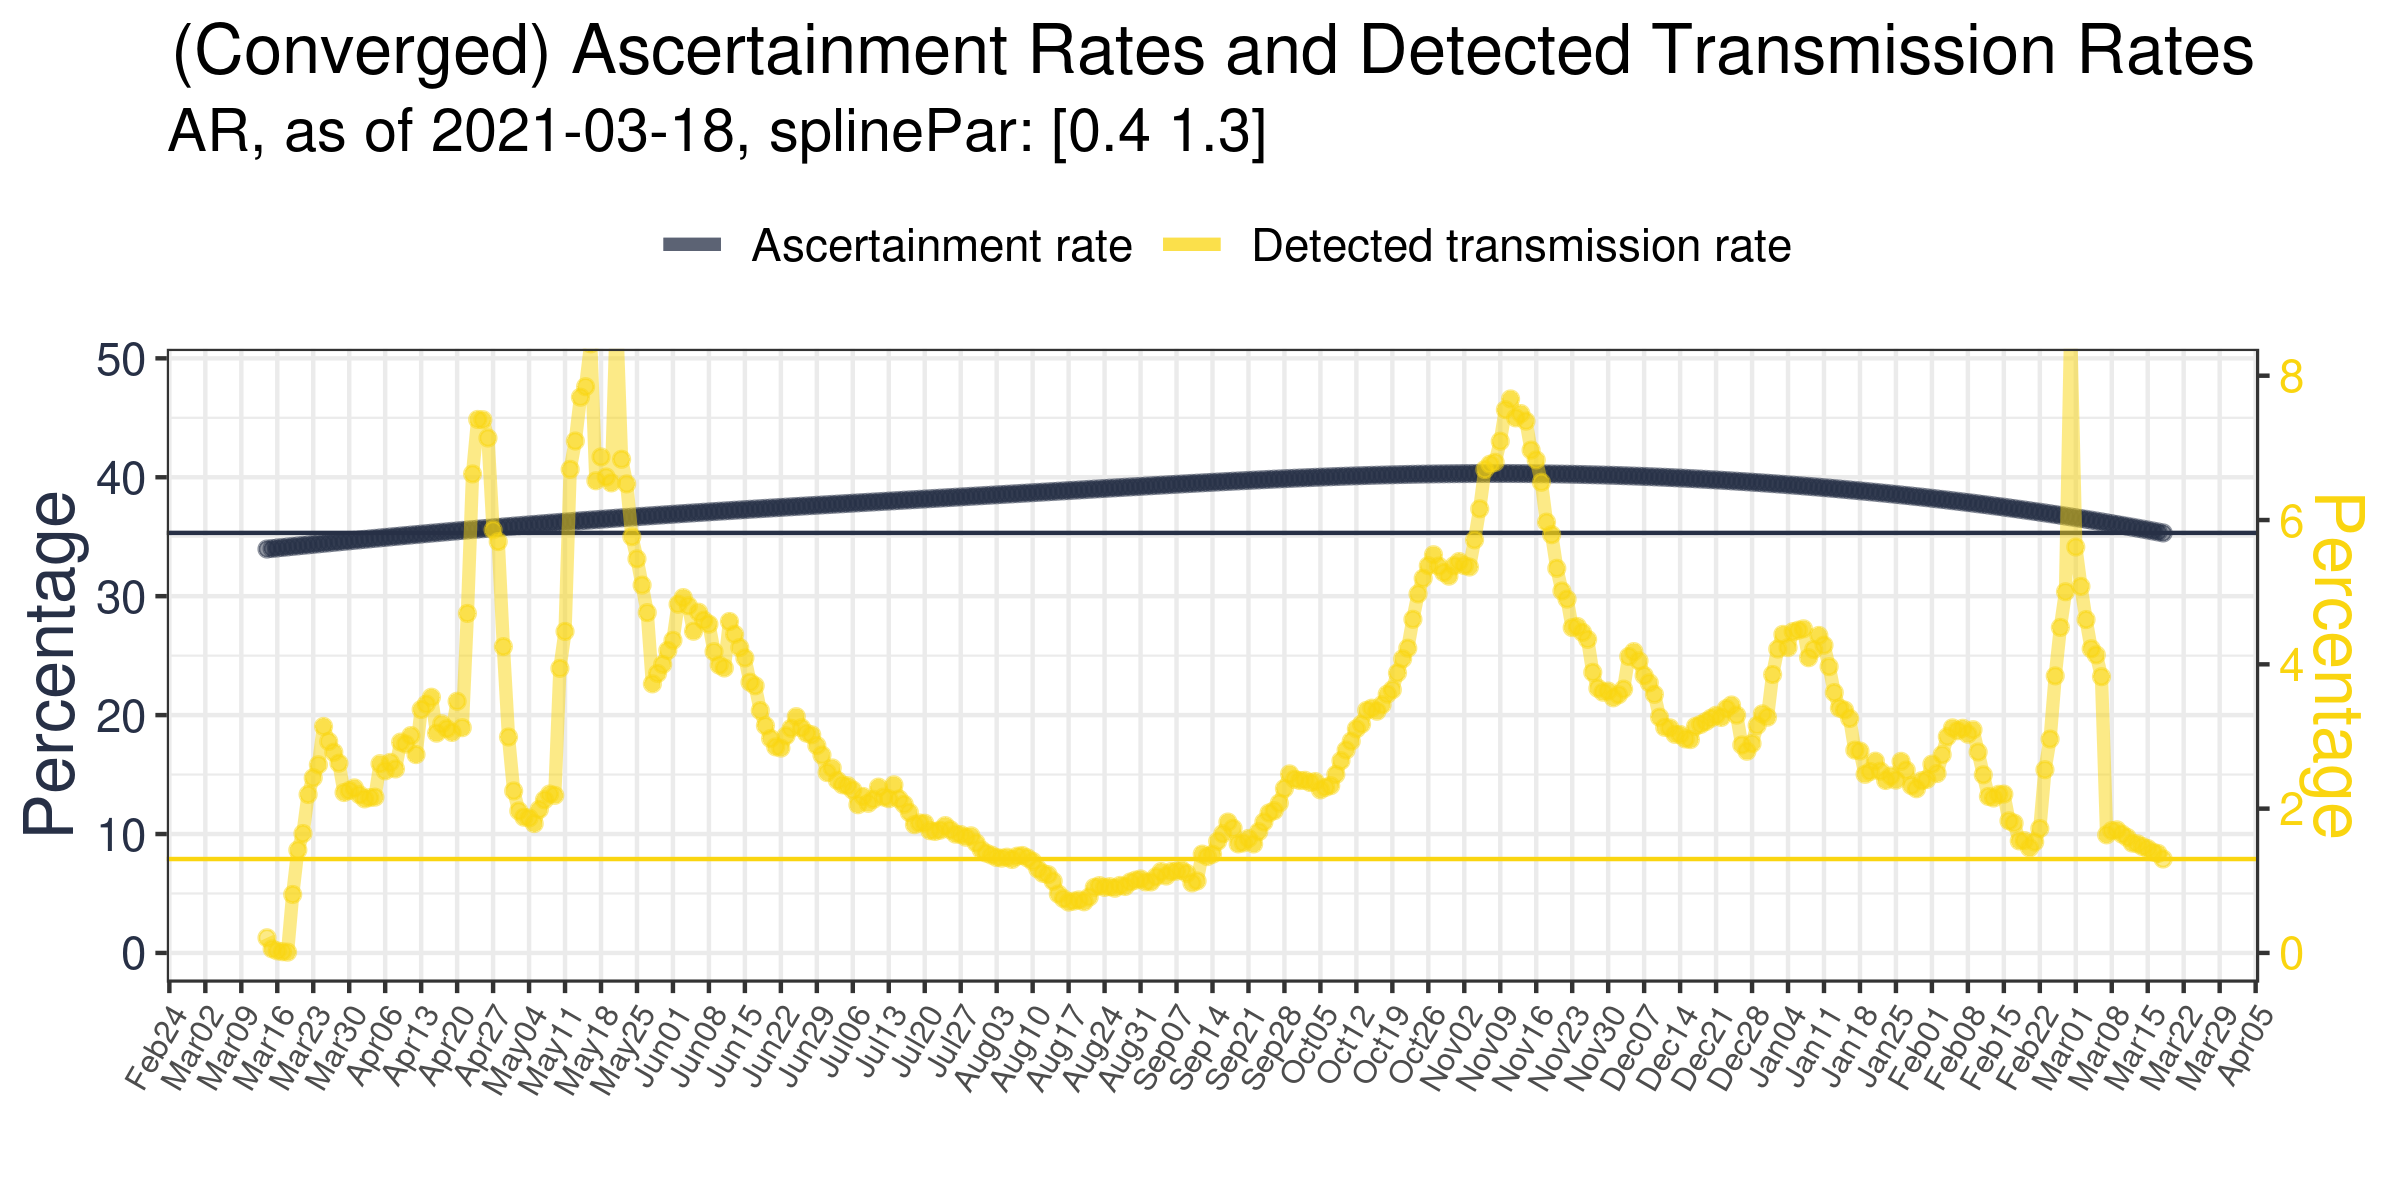 (Converged) Ascertainment Rates and Detected Transmission Rates
AR, as of 2021-03-18, splinePar: [0.4 1.3]
Ascertainment rate
Detected transmission rate
Percentage
50
40
30
20
10
0
8
6
4
2
0
Percentage
Feb24
Mar02
Mar09
Mar16
Mar23
Mar30
Apr06
Apr13
Apr20
Apr27
May04
May11
May18
May25
Jun01
Jun08
Jun15
Jun22
Jun29
Jul06
Jul13
Jul20
Jul27
Aug03
Aug10
Aug17
Aug24
Aug31
Sep07
Sep14
Sep21
Sep28
Oct05
Oct12
Oct19
Oct26
Nov02
Nov09
Nov16
Nov23
Nov30
Dec07
Dec14
Dec21
Dec28
Jan04
Jan11
Jan18
Jan25
Feb01
Feb08
Feb15
Feb22
Mar01
Mar08
Mar15
Mar22
Mar29
Apr05